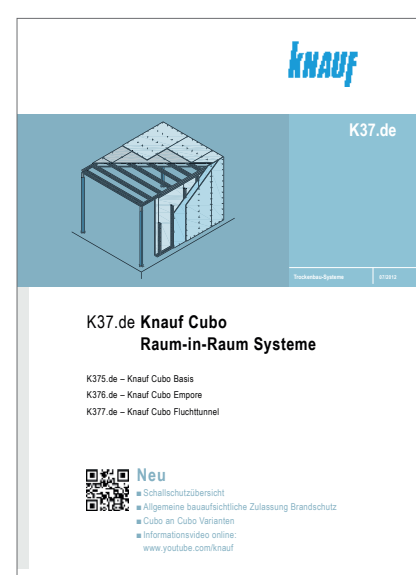 KNAUF
K37.de
Trockenbau-Systeme
07/2012
K37.de Knauf Cubo
Raum-in-Raum Systeme
K375.de – Knauf Cubo Basis
K376.de – Knauf Cubo Empore
K377.de – Knauf Cubo Fluchttunnel
Neu
■ Schallschutzübersicht
■ Allgemeine bauaufsichtliche Zulassung Brandschutz
■ Cubo an Cubo Varianten
■ Informationsvideo online:
www.youtube.com/knauf